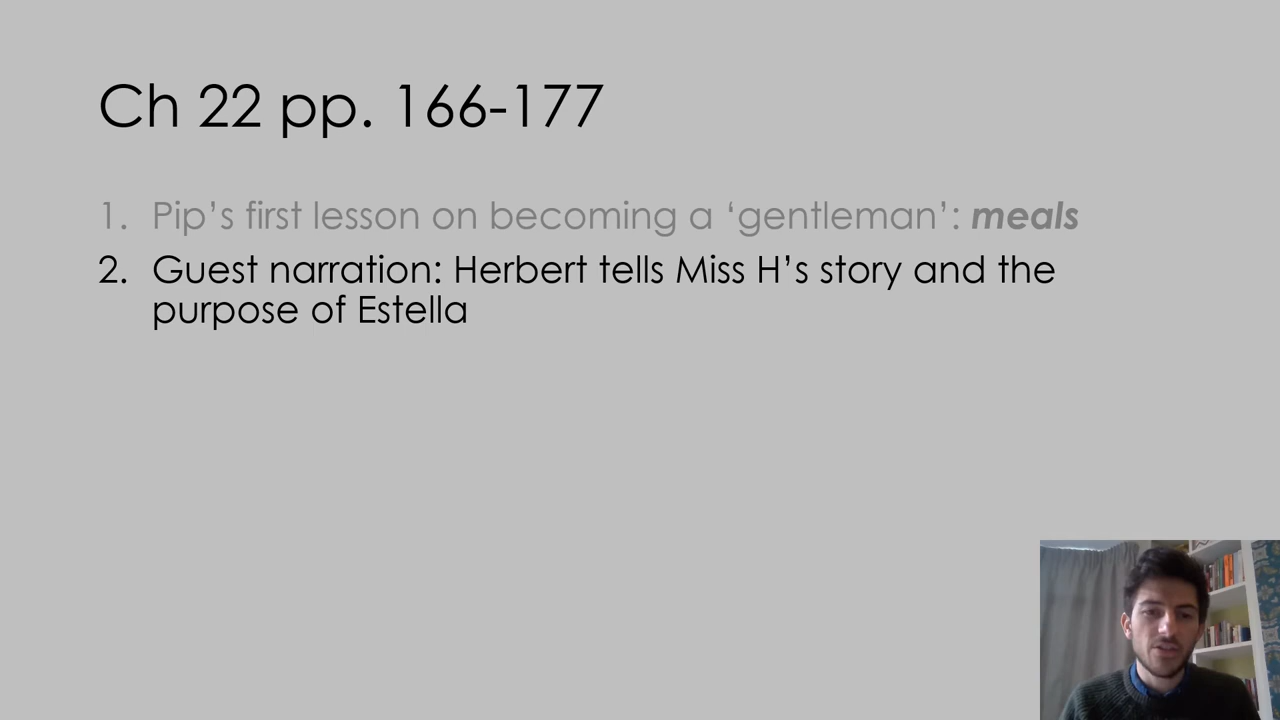 Ch 22 pp. 166-177
1. Pip’s first lesson on becoming a ‘gentleman’: meals
2. Guest narration: Herbert tells Miss H’s story and the
purpose of Estella